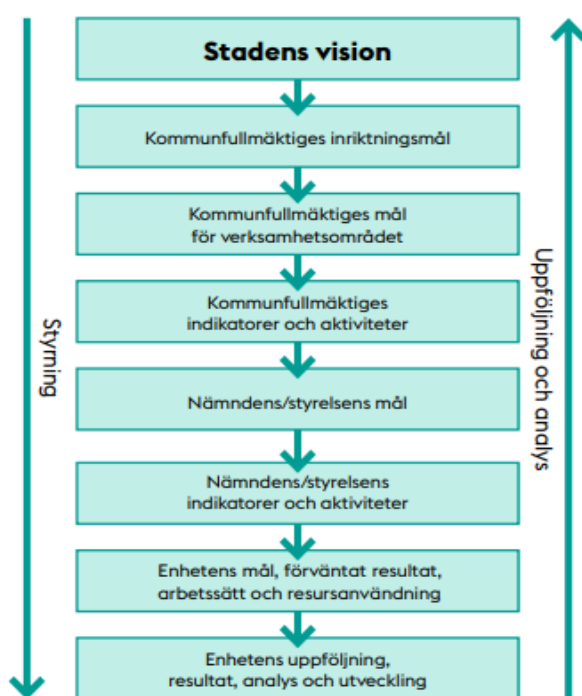 Stadens vision
Kommunfullmäktiges inriktningsmål
Kommunfullmäktiges mål
för verksamhetsområdet
Kommunfullmäktiges
indikatorer och aktiviteter
Nämndens/styrelsens mål
Nämndens/styrelsens
indikatorer och aktiviteter
Enhetens mål, förväntat resultat,
arbetssätt och resursanvändning
Enhetens uppföljning,
resultat, analys och utveckling
Styrning
Uppföljning och analys